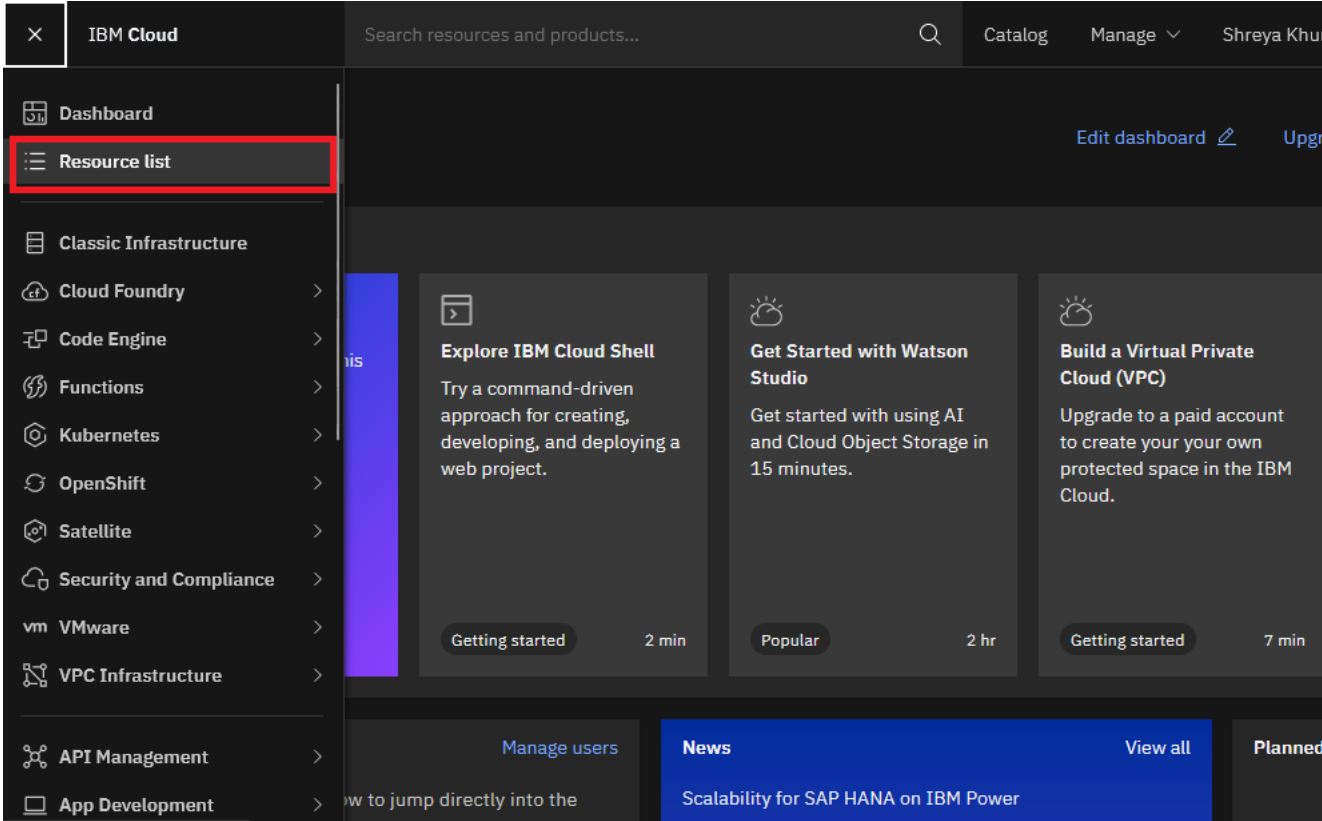 IBM Cloud
Search resources and products...
Catalog
Manage
Shreya
Dashboard
Resource list
Classic Infrastructure
Cloud Foundry
Code Engine
Functions
Kubernetes
OpenShift
Satellite
Security and Compliance
vm VMware
VPC Infrastructure
API Management
App Development
Edit dashboard
Explore IBM Cloud Shell
Try a command-driven
approach for creating,
developing, and deploying a
web project.
Getting started
2 min
Get Started with Watson
Studio
Get started with using AI
and Cloud Object Storage in
15 minutes.
Popular
2 hr
Build a Virtual Private
Cloud (VPC)
Upgrade to a paid account
to create your your own
protected space in the IBM
Cloud.
Getting started
7 min
Manage users
to jump directly into the
News
View all
Scalability for SAP HANA on IBM Power
Planned